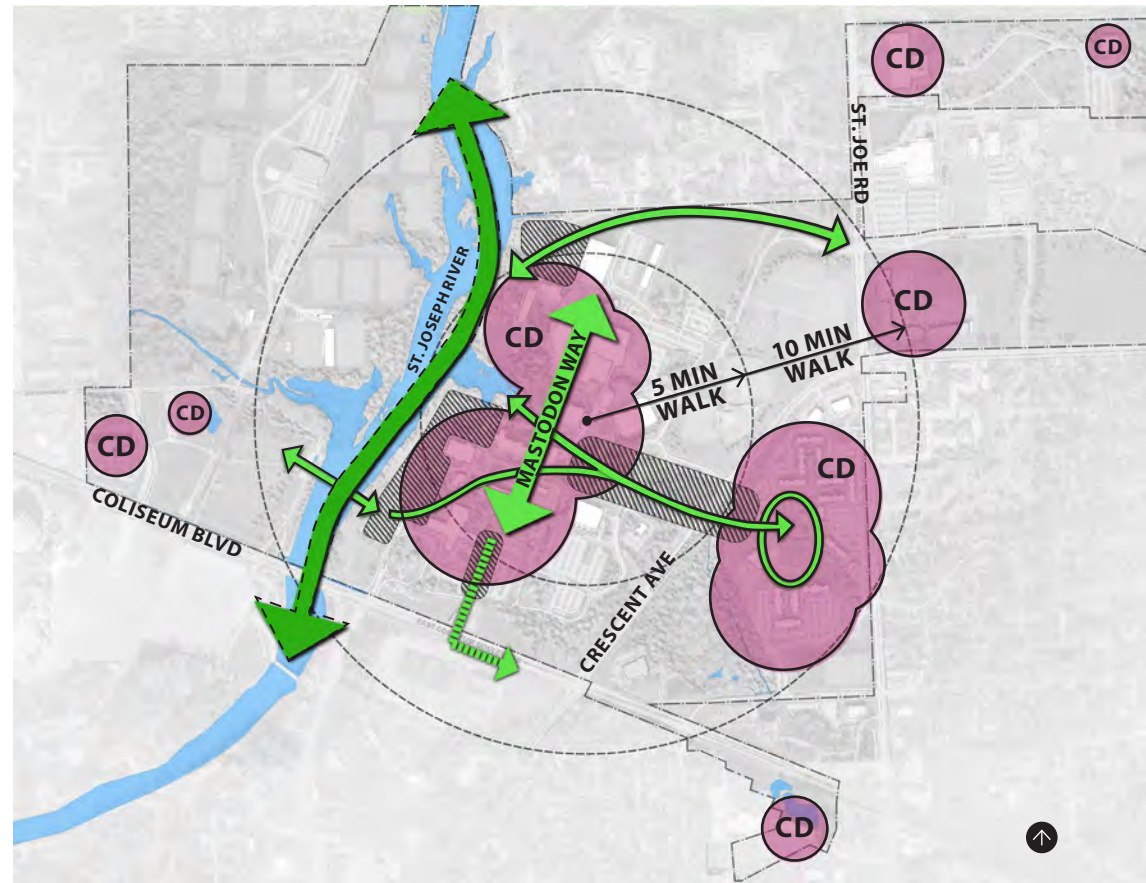 CD
CD
ST. JOE RD
ST. JOSEPH RIVER
CD
CD
MASTODON WAY
5 MIN
WALK
10 MIN
WALK
CD
CD
CD
COLISEUM BLVD
CRESCENT AVE
CD